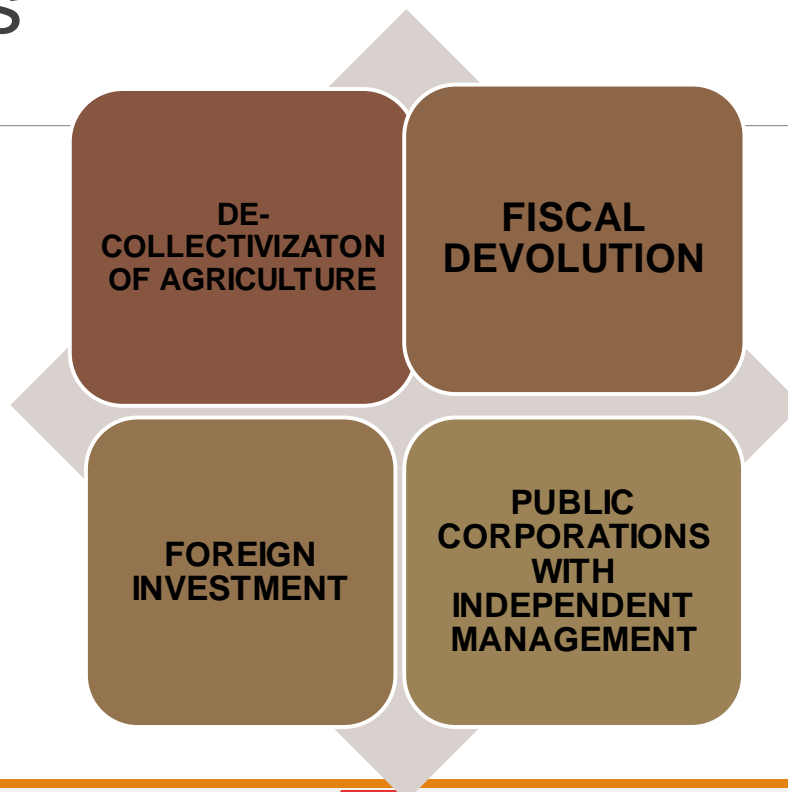 s
DE-
COLLECTIVIZATON
OF AGRICULTURE
FISCAL
DEVOLUTION
FOREIGN
INVESTMENT
PUBLIC
CORPORATIONS
WITH
INDEPENDENT
MANAGEMENT